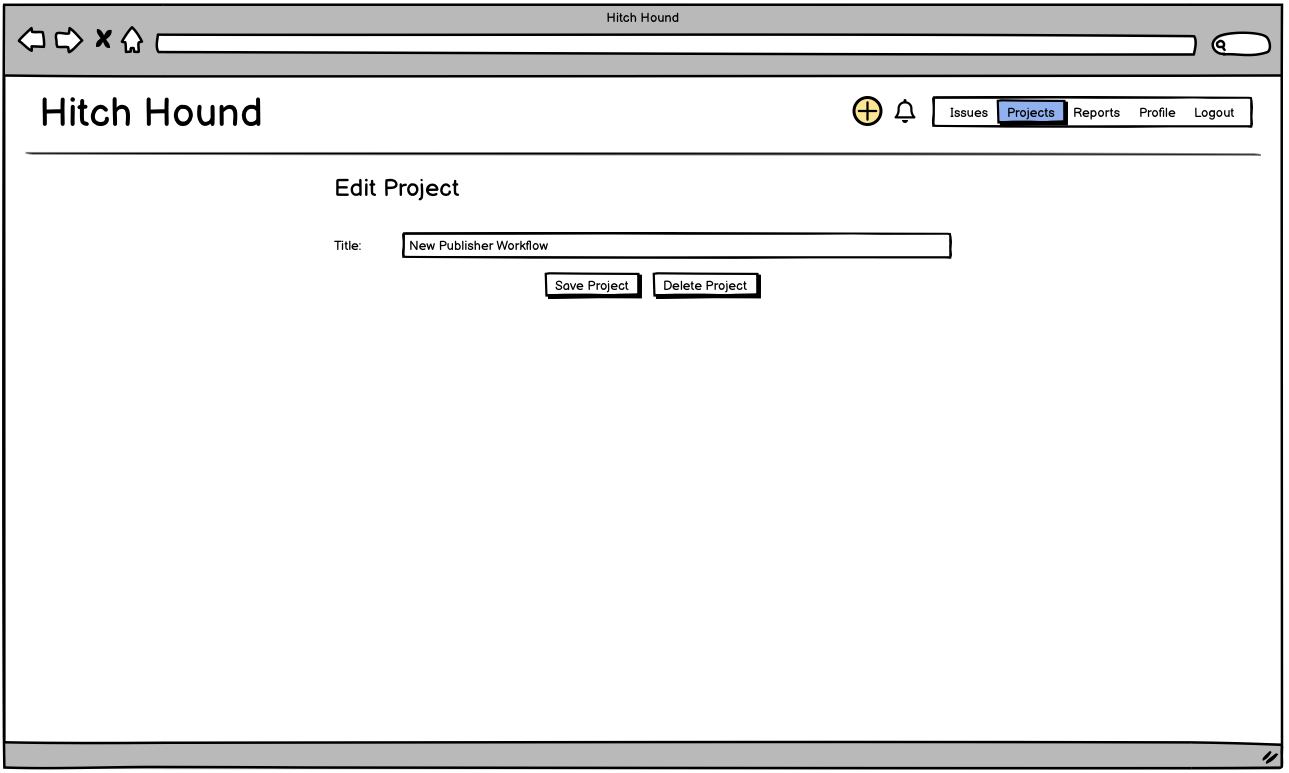 Hitch Hound
Hitch Hound
Issues Projects Reports Profile Logout
Edit Project
Title: New Publisher Workflow
Save Project Delete Project